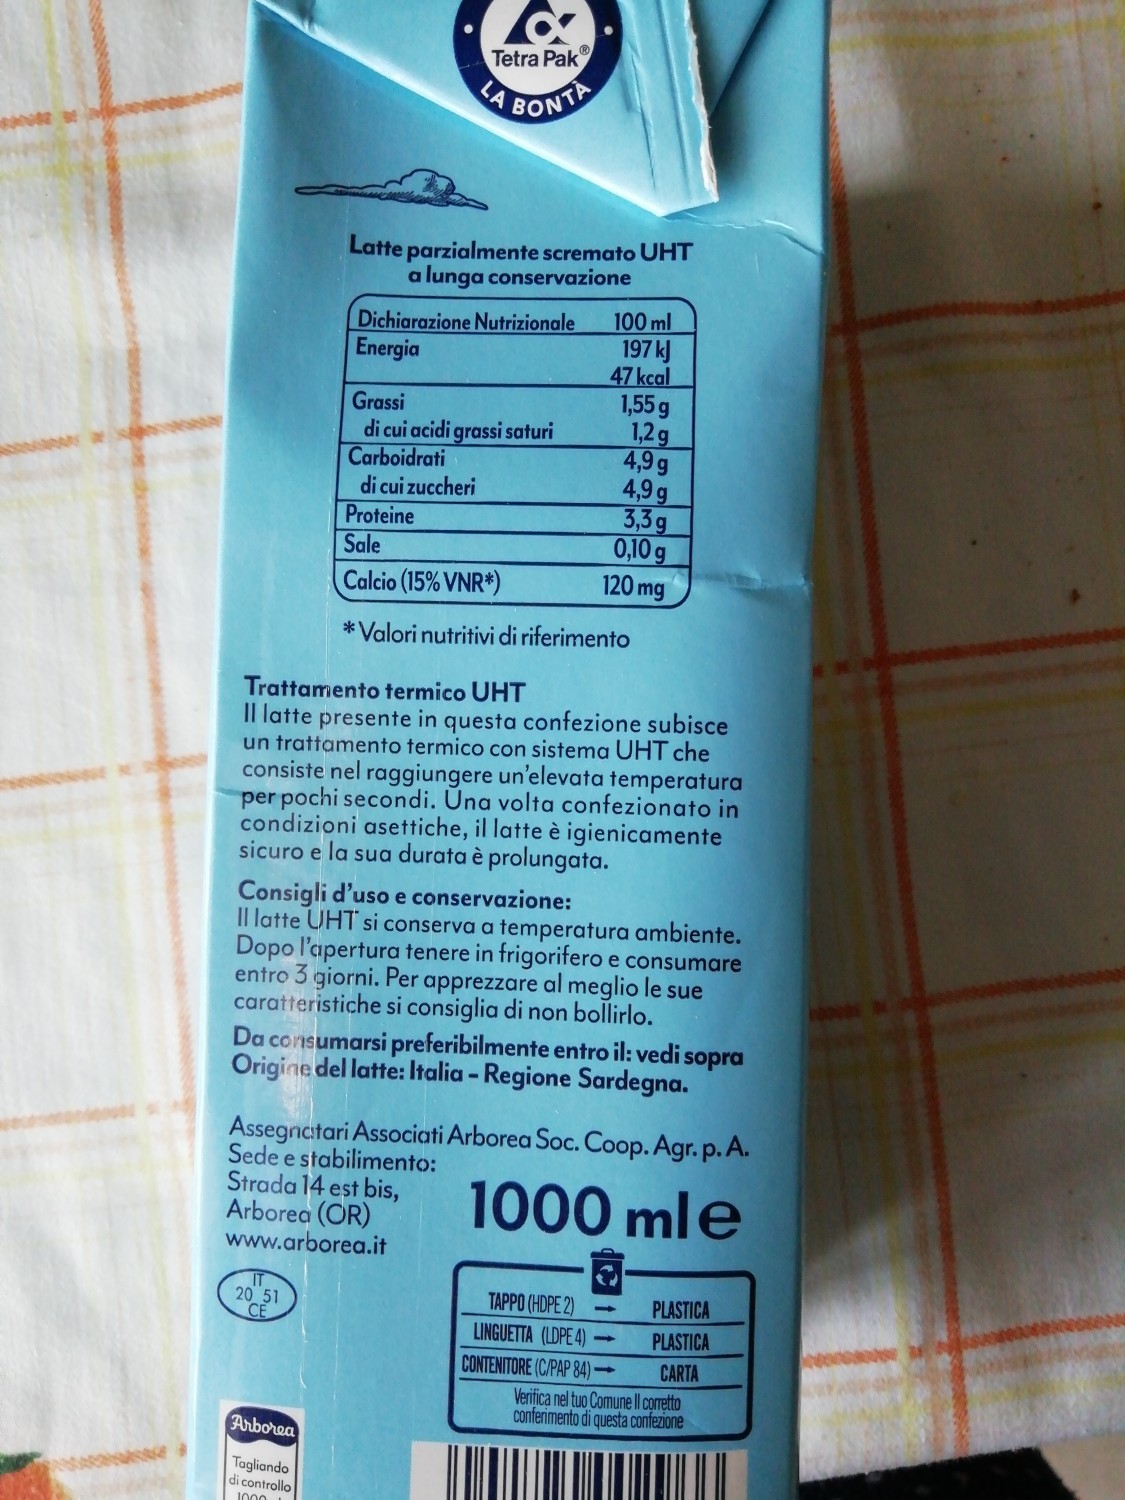 Tetra Pak®
LA BONTÀ
Latte parzialmente scremato UHT
a lunga conservazione
Dichiarazione Nutrizionale 100 ml
Energia 197 kJ
47 kcal
Grassi 1,55 g
di cui acidi grassi saturi 1,2 g
Carboidrati 4,9 g
di cui zuccheri 4,9 g
Proteine 3,3 g
Sale 0,10 g
Calcio (15% VNR*) 120 mg
*Valori nutritivi di riferimento
Trattamento termico UHT
Il latte presente in questa confezione subisce
un trattamento termico con sistema UHT che
consiste nel raggiungere un'elevata temperatura
per pochi secondi. Una volta confezionato in
condizioni asettiche, il latte è igienicamente
sicuro e la sua durata è prolungata.
Consigli d'uso e conservazione:
Il latte UHT si conserva a temperatura ambiente.
Dopo l'apertura tenere in frigorifero e consumare
entro 3 giorni. Per apprezzare al meglio le sue
caratteristiche si consiglia di non bollirlo.
Da consumarsi preferibilmente entro il: vedi sopra
Origine del latte: Italia - Regione Sardegna.
Assegnatari Associati Arborea Soc. Coop. Agr. p. A.
Sede e stabilimento:
Strada 14 est bis,
Arborea (OR)
www.arborea.it
1000 ml e
IT
20 51
CE
TAPPO (HDPE 2) → PLASTICA
LINGUETTA (LDPE 4) → PLASTICA
CONTENITORE (C/PAP 84) → CARTA
Verifica nel tuo Comune Il corretto
conferimento di questa confezione
Arborea
Tagliando
di controllo